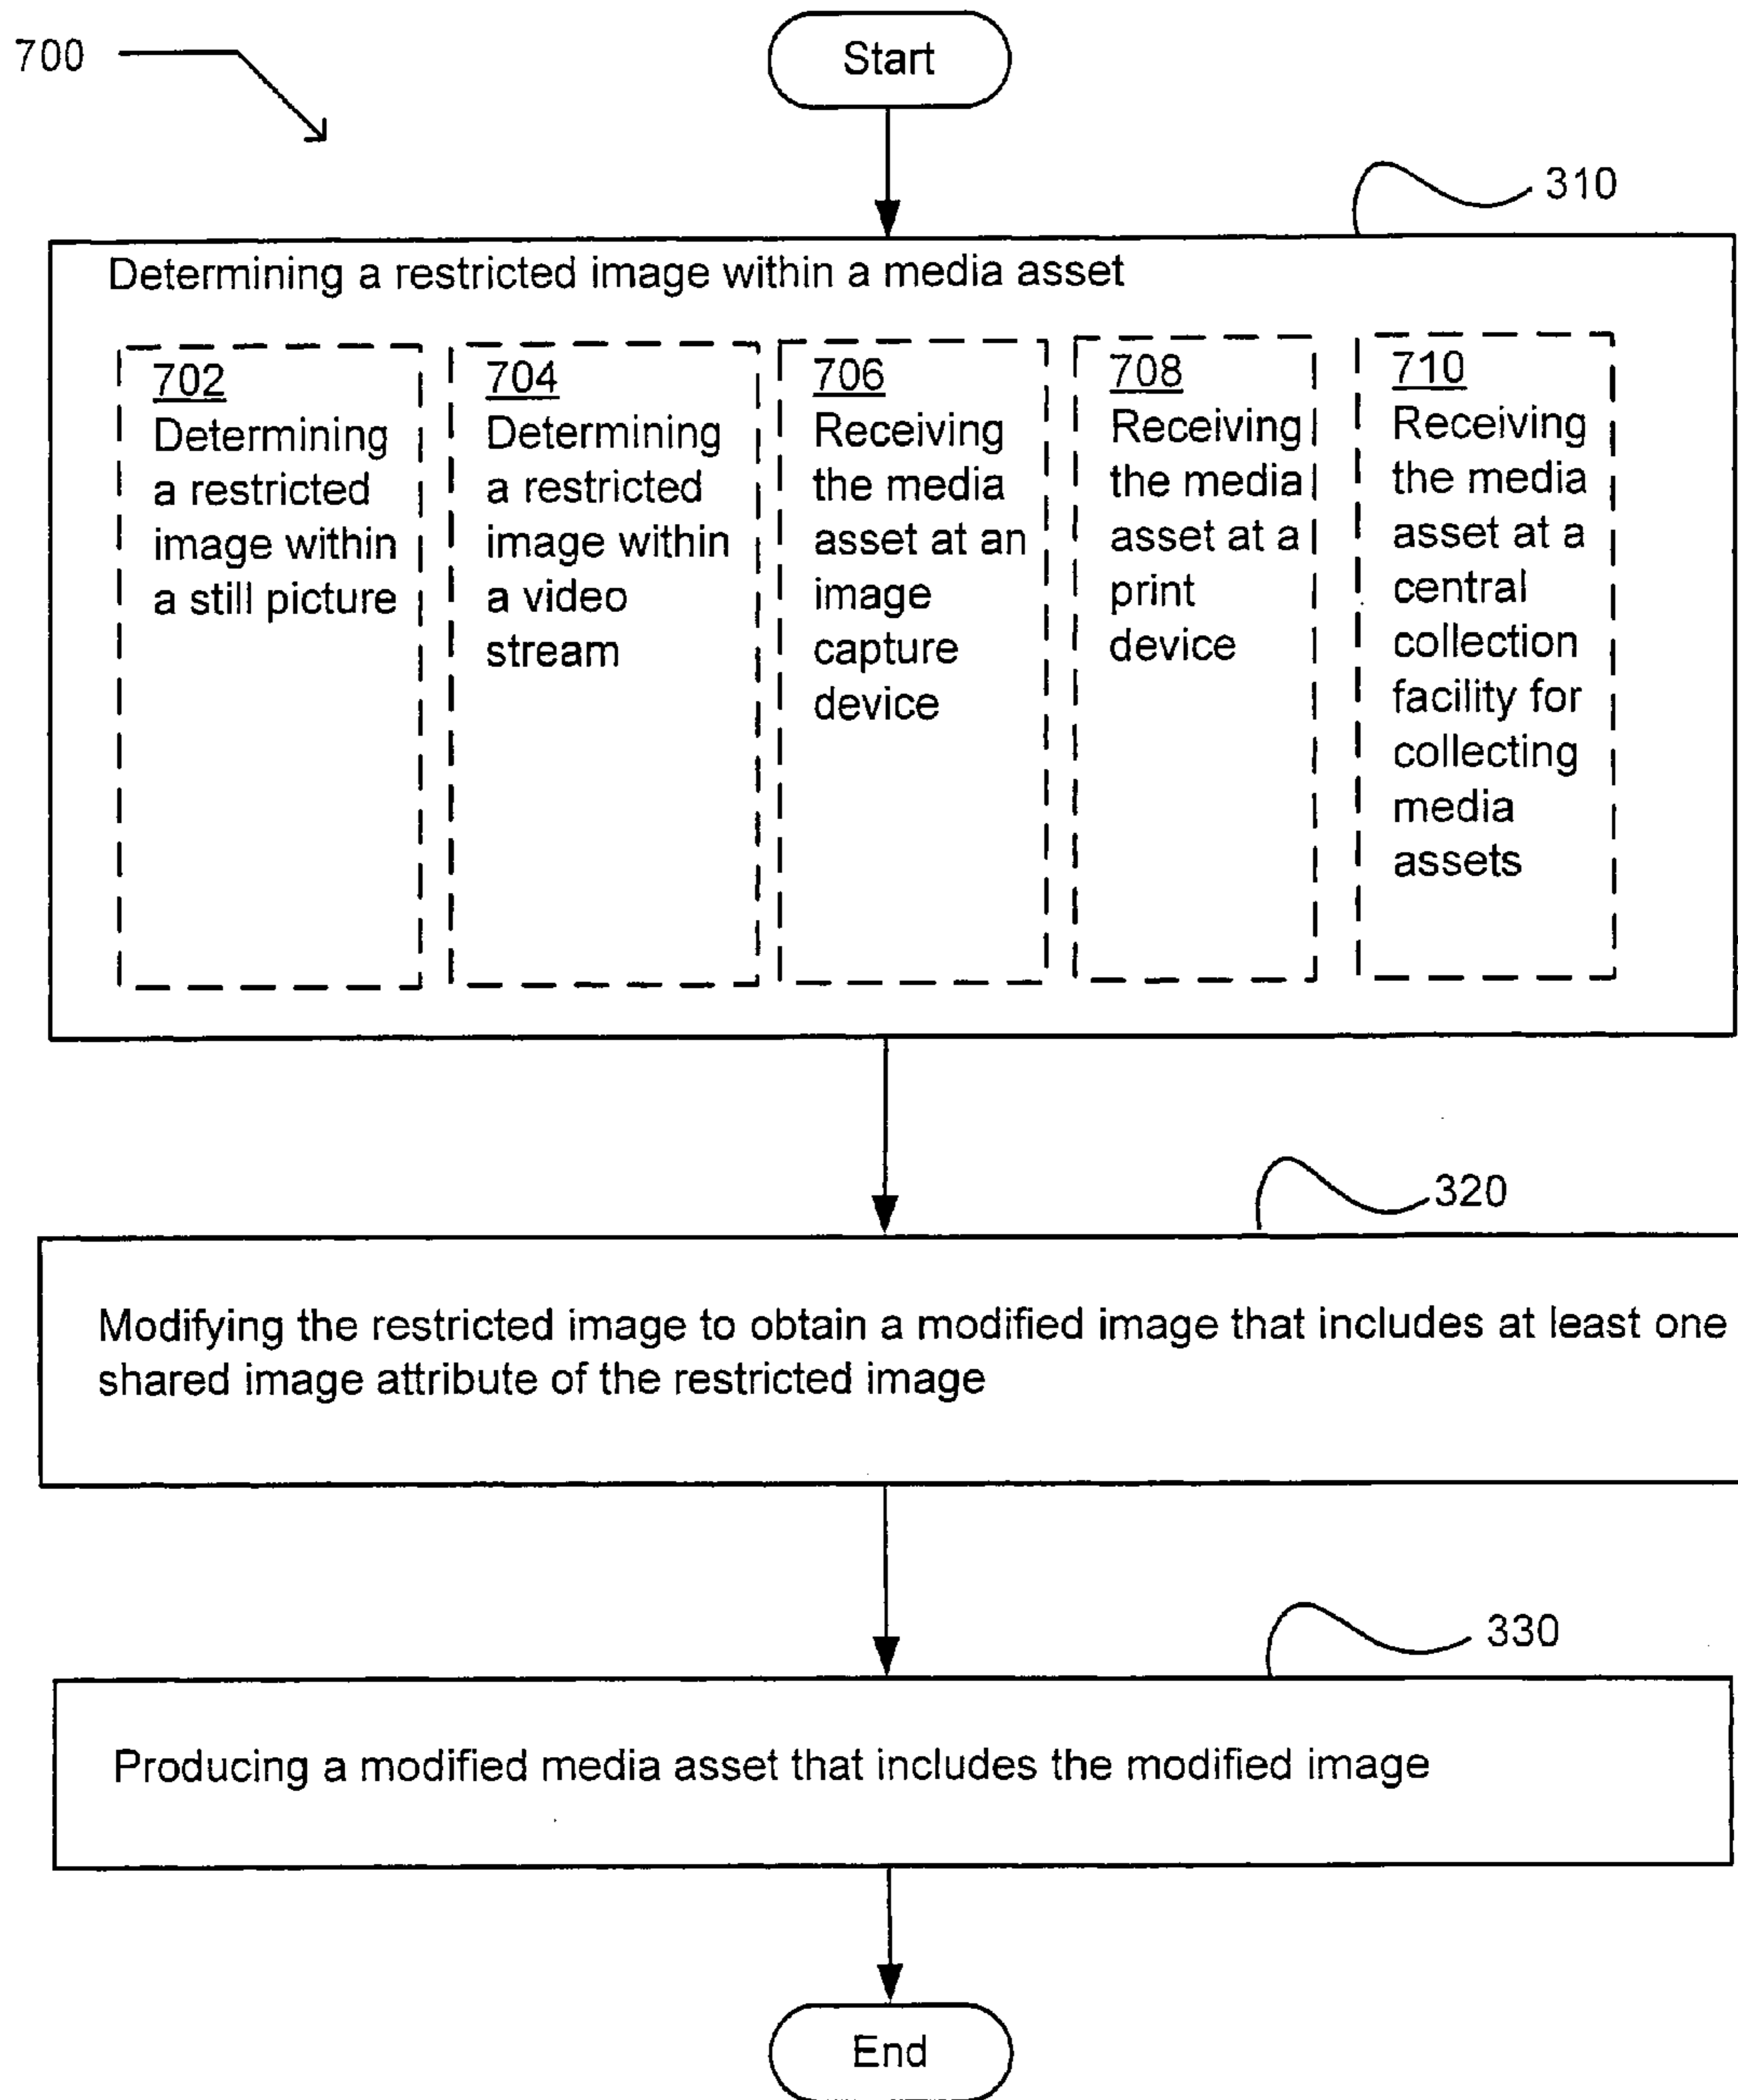 700
Start
310
Determining a restricted image within a media asset
702
Determining
a restricted
image within
a still picture
704
Determining
a restricted
image within
a video
stream
706
Receiving
the media
asset at an
image
capture
device
708
Receiving
the media
asset at a
print
device
710
Receiving
the media
asset at a
central
collection
facility for
collecting
media
assets
320
Modifying the restricted image to obtain a modified image that includes at least one
shared image attribute of the restricted image
330
Producing a modified media asset that includes the modified image
End